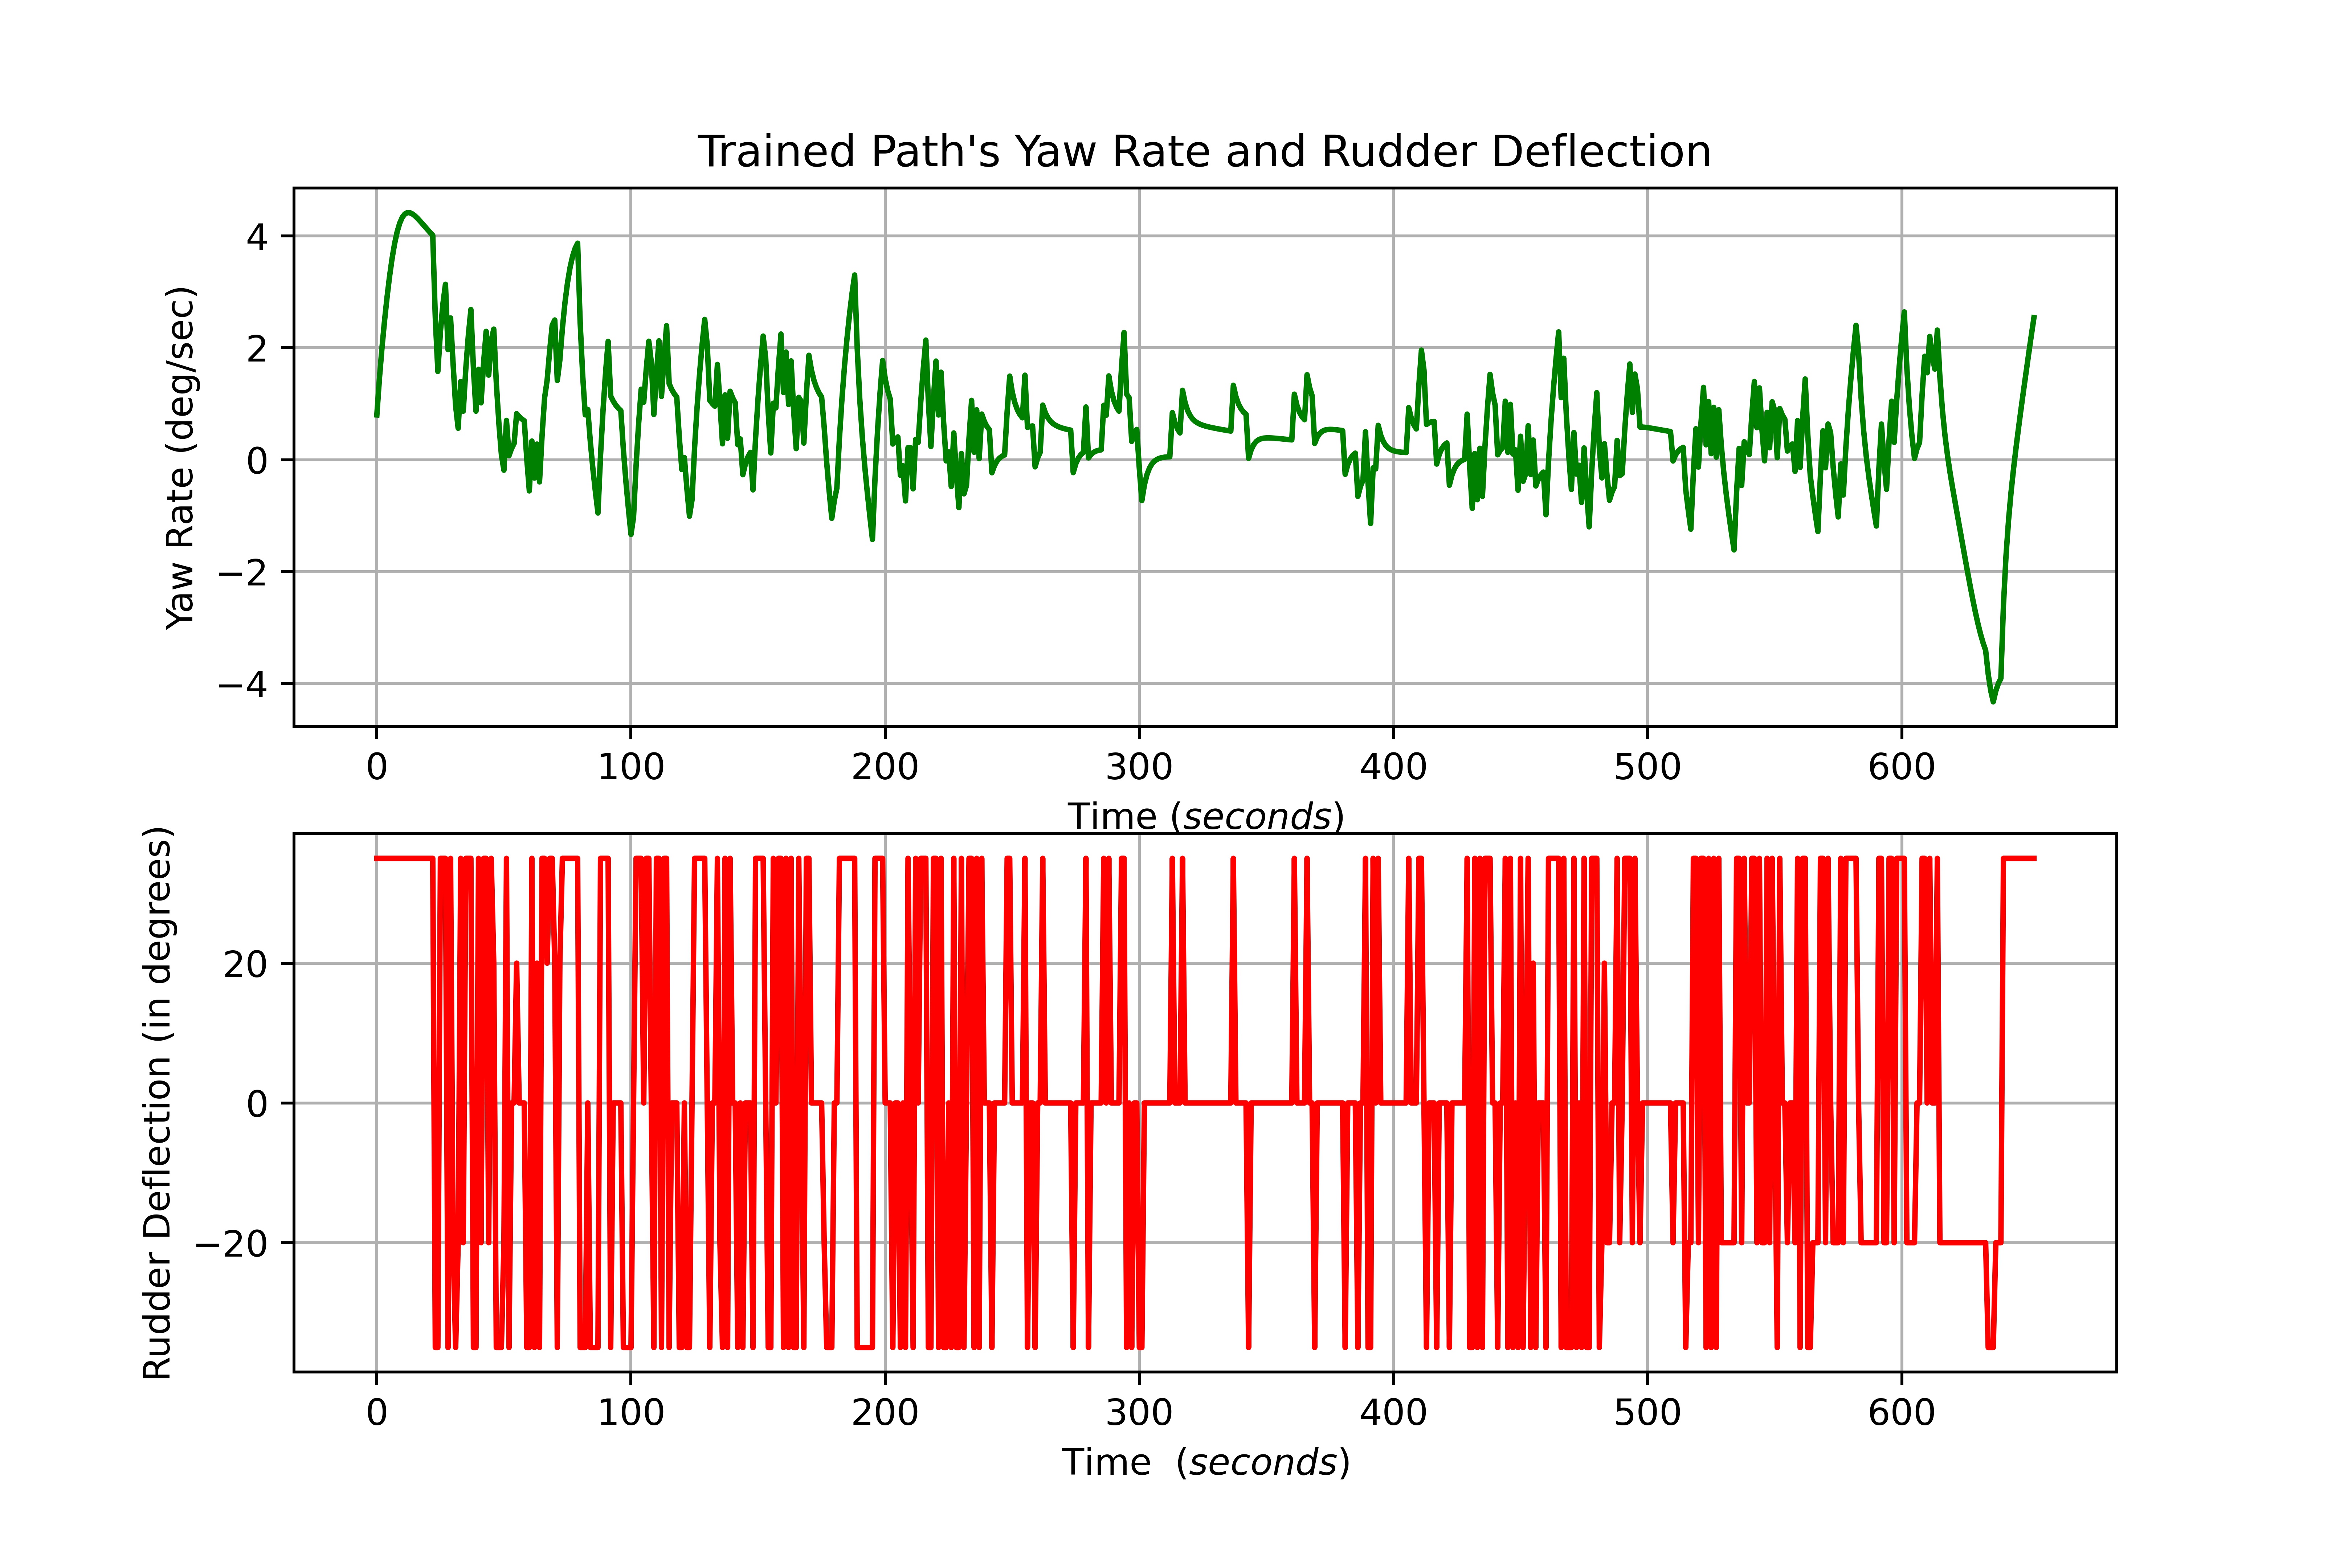 Trained Path's Yaw Rate and Rudder Deflection
Yaw Rate (deg/sec)
4
2
0
−2
−4
0 100 200 300 400 500 600
Time (seconds)
Rudder Deflection (in degrees)
20
0
−20
0 100 200 300 400 500 600
Time (seconds)